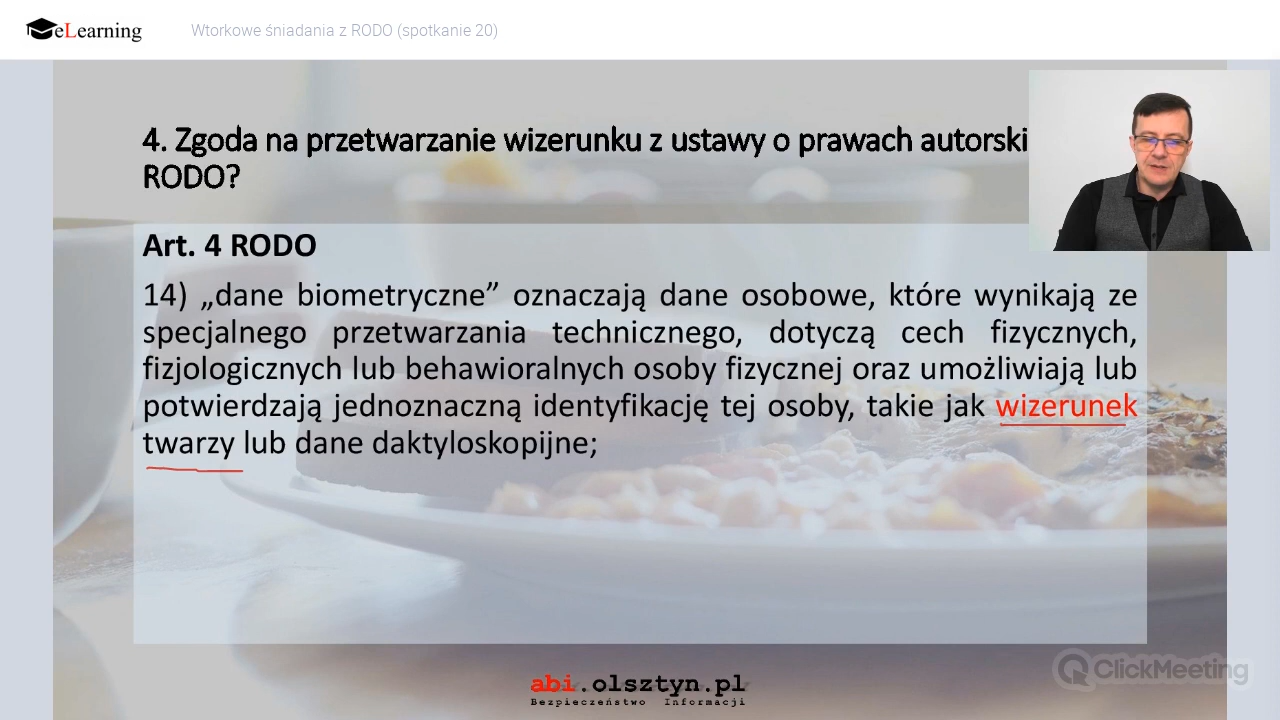 eLearning
Wtorkowe śniadania z RODO (spotkanie 20)
4. Zgoda na przetwarzanie wizerunku z ustawy o prawach autorski
RODO?
Art. 4 RODO
14) „dane biometryczne” oznaczają dane osobowe, które wynikają ze
specjalnego przetwarzania technicznego, dotyczą cech fizycznych,
fizjologicznych lub behawioralnych osoby fizycznej oraz umożliwiają lub
potwierdzają jednoznaczną identyfikację tej osoby, takie jak wizerunek
twarzy lub dane daktyloskopijne;
ClickMeeting
abi.olsztyn.pl
Bezpieczeństwo Informacji